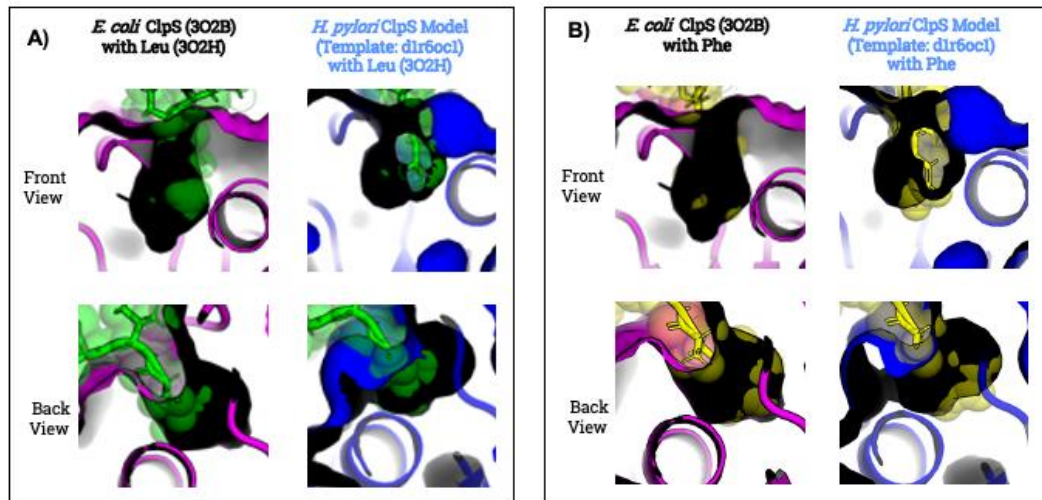 A)
E. coli ClpS (3O2B)
with Leu (3O2H)
H. pylori ClpS Model
(Template: d1r6oc1)
with Leu (3O2H)
Front
View
Back
View
B)
E. coli ClpS (3O2B)
with Phe
H. pylori ClpS Model
(Template: d1r6oc1)
with Phe
Front
View
Back
View